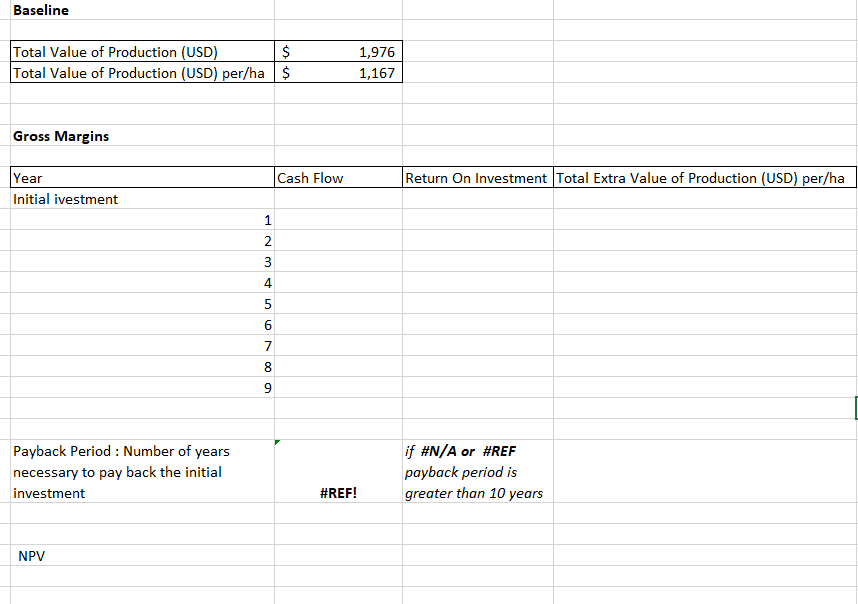 Baseline
Total Value of Production (USD) $ 1,976
Total Value of Production (USD) per/ha $ 1,167
Gross Margins
Year Cash Flow Return On Investment Total Extra Value of Production (USD) per/ha
Initial ivestment
1
2
3
4
5
6
7
8
9
Payback Period : Number of years if #N/A or #REF
necessary to pay back the initial payback period is
investment #REF! greater than 10 years
NPV